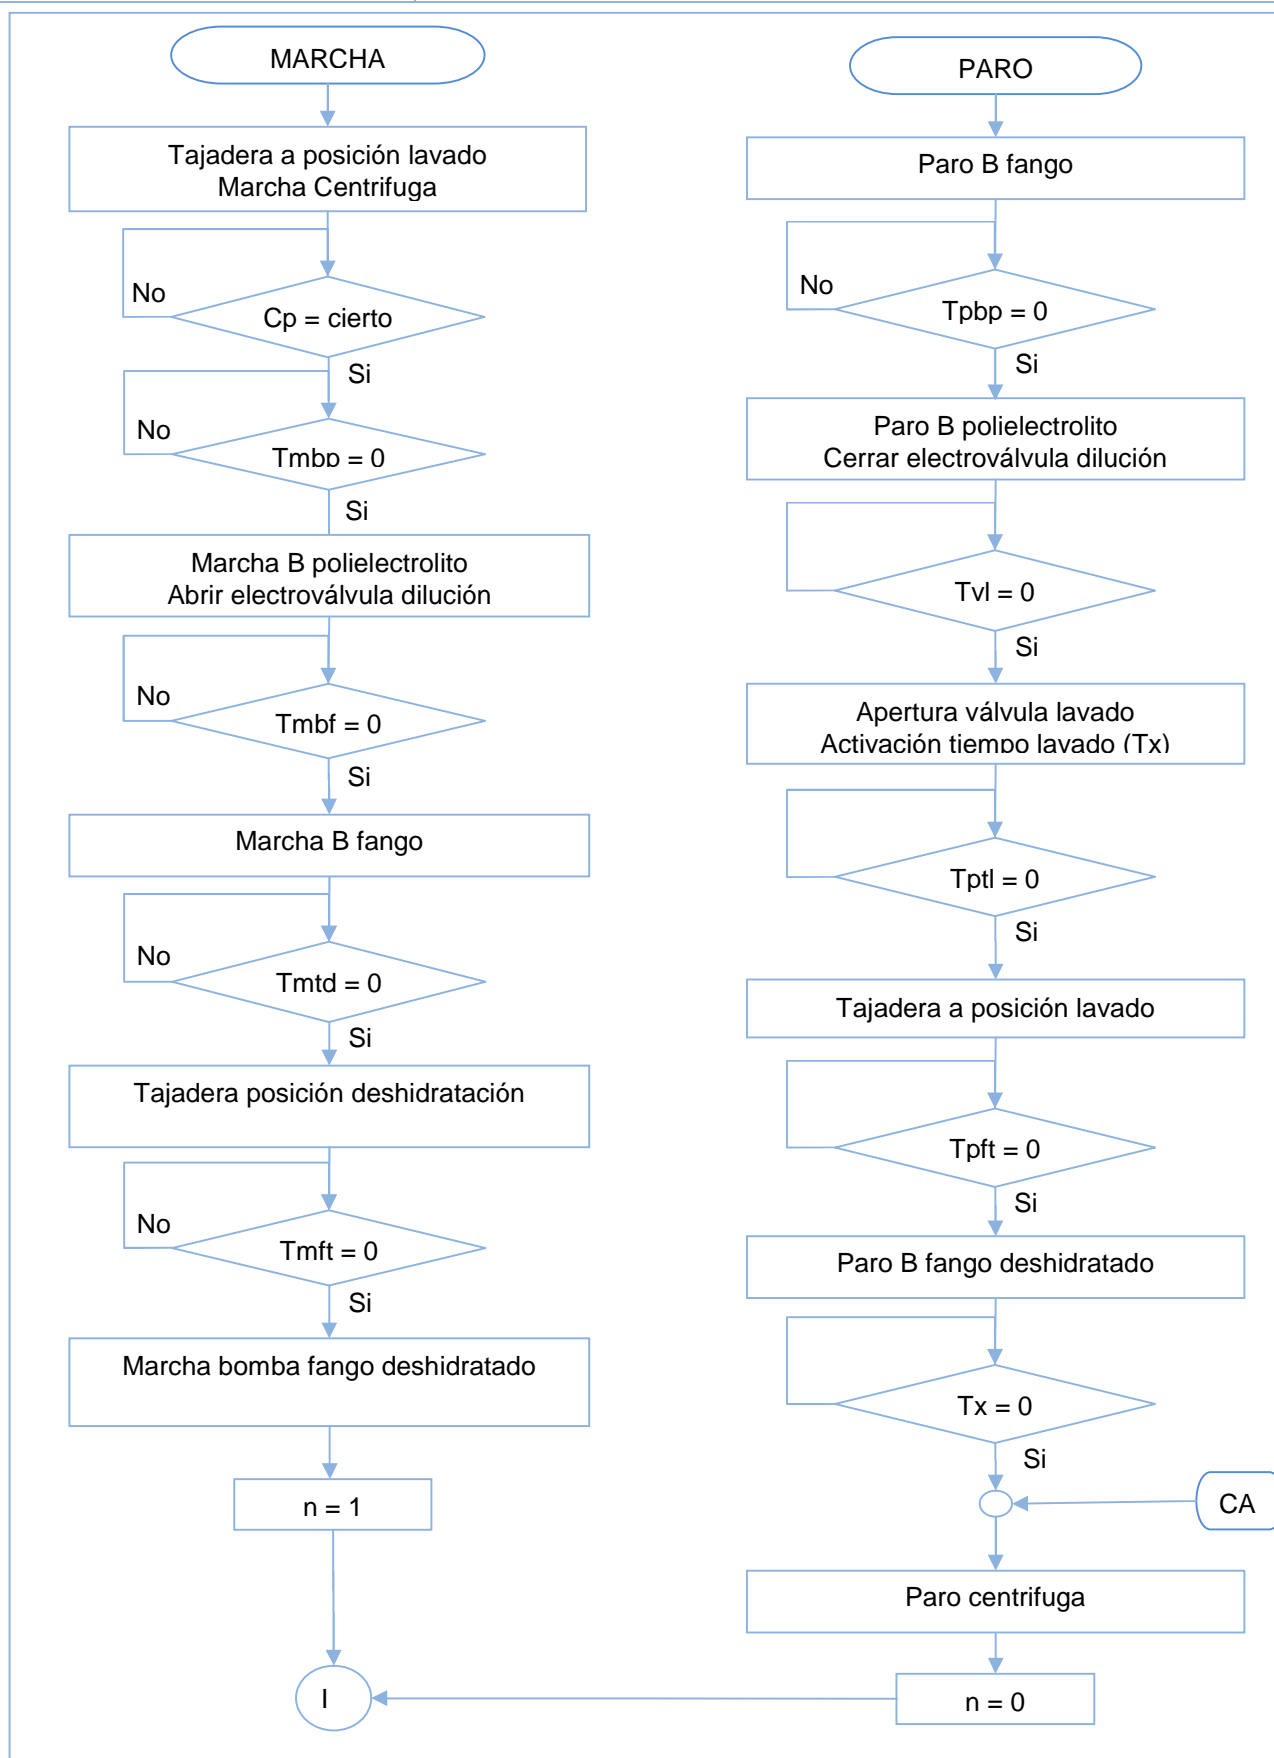 MARCHA
Tajadera a posición lavado
Marcha Centrifuga
No
Cp = cierto
Si
No
Tmbp = 0
Si
Marcha B polielectrolito
Abrir electroválvula dilución
No
Tmbf = 0
Si
Marcha B fango
No
Tmtd = 0
Si
Tajadera posición deshidratación
No
Tmft = 0
Si
Marcha bomba fango deshidratado
n = 1
I
PARO
Paro B fango
No
Tpbp = 0
Si
Paro B polielectrolito
Cerrar electroválvula dilución
Tvl = 0
Si
Apertura válvula lavado
Activación tiempo lavado (Tx)
Tptl = 0
Si
Tajadera a posición lavado
Tpft = 0
Si
Paro B fango deshidratado
Tx = 0
Si
CA
Paro centrifuga
n = 0